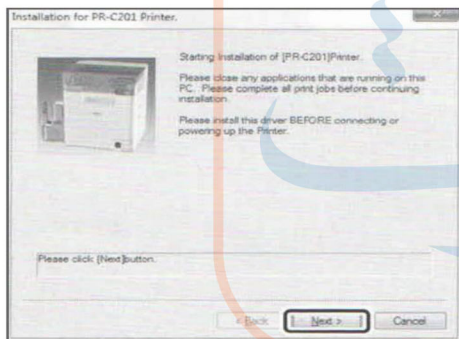 Installation for PR-C201 Printer.
Starting Installation of [PR-C201]Printer.
Please close any applications that are running on this
PC. Please complete all print jobs before continuing
installation.
Please install this driver BEFORE connecting or
powering up the Printer.
Please click [Next]button.
< Back
Next >
Cancel